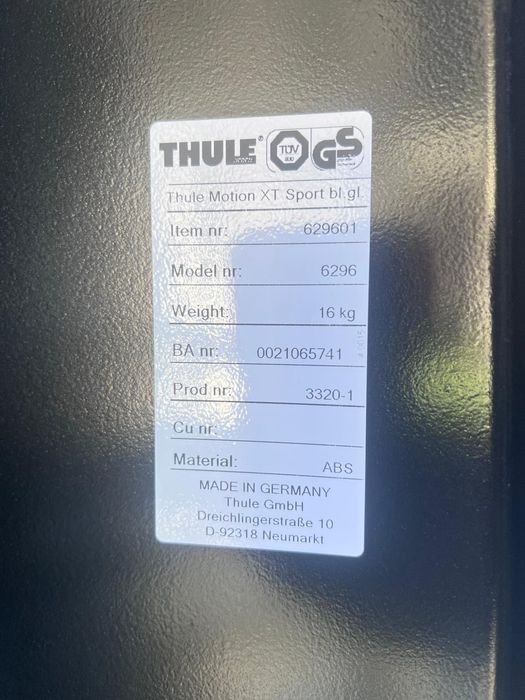 THULE® TÜV SÜD GS
Thule Motion XT Sport bl.gl.
Item nr: 629601
Model nr: 6296
Weight: 16 kg
BA nr: 0021065741
Prod nr: 3320-1
Cu nr:
Material: ABS
MADE IN GERMANY
Thule GmbH
Dreichlingerstraße 10
D-92318 Neumarkt